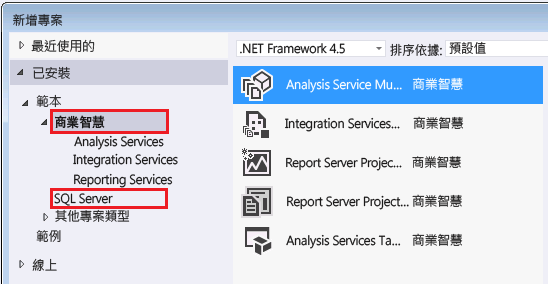 新增專案
最近使用的
已安裝
範本
商業智慧
Analysis Services
Integration Services
Reporting Services
SQL Server
其他專案類型
範例
線上
.NET Framework 4.5 排序依據: 預設值
Analysis Service Mu... 商業智慧
Integration Services... 商業智慧
Report Server Projec... 商業智慧
Report Server Project... 商業智慧
Analysis Services Ta... 商業智慧